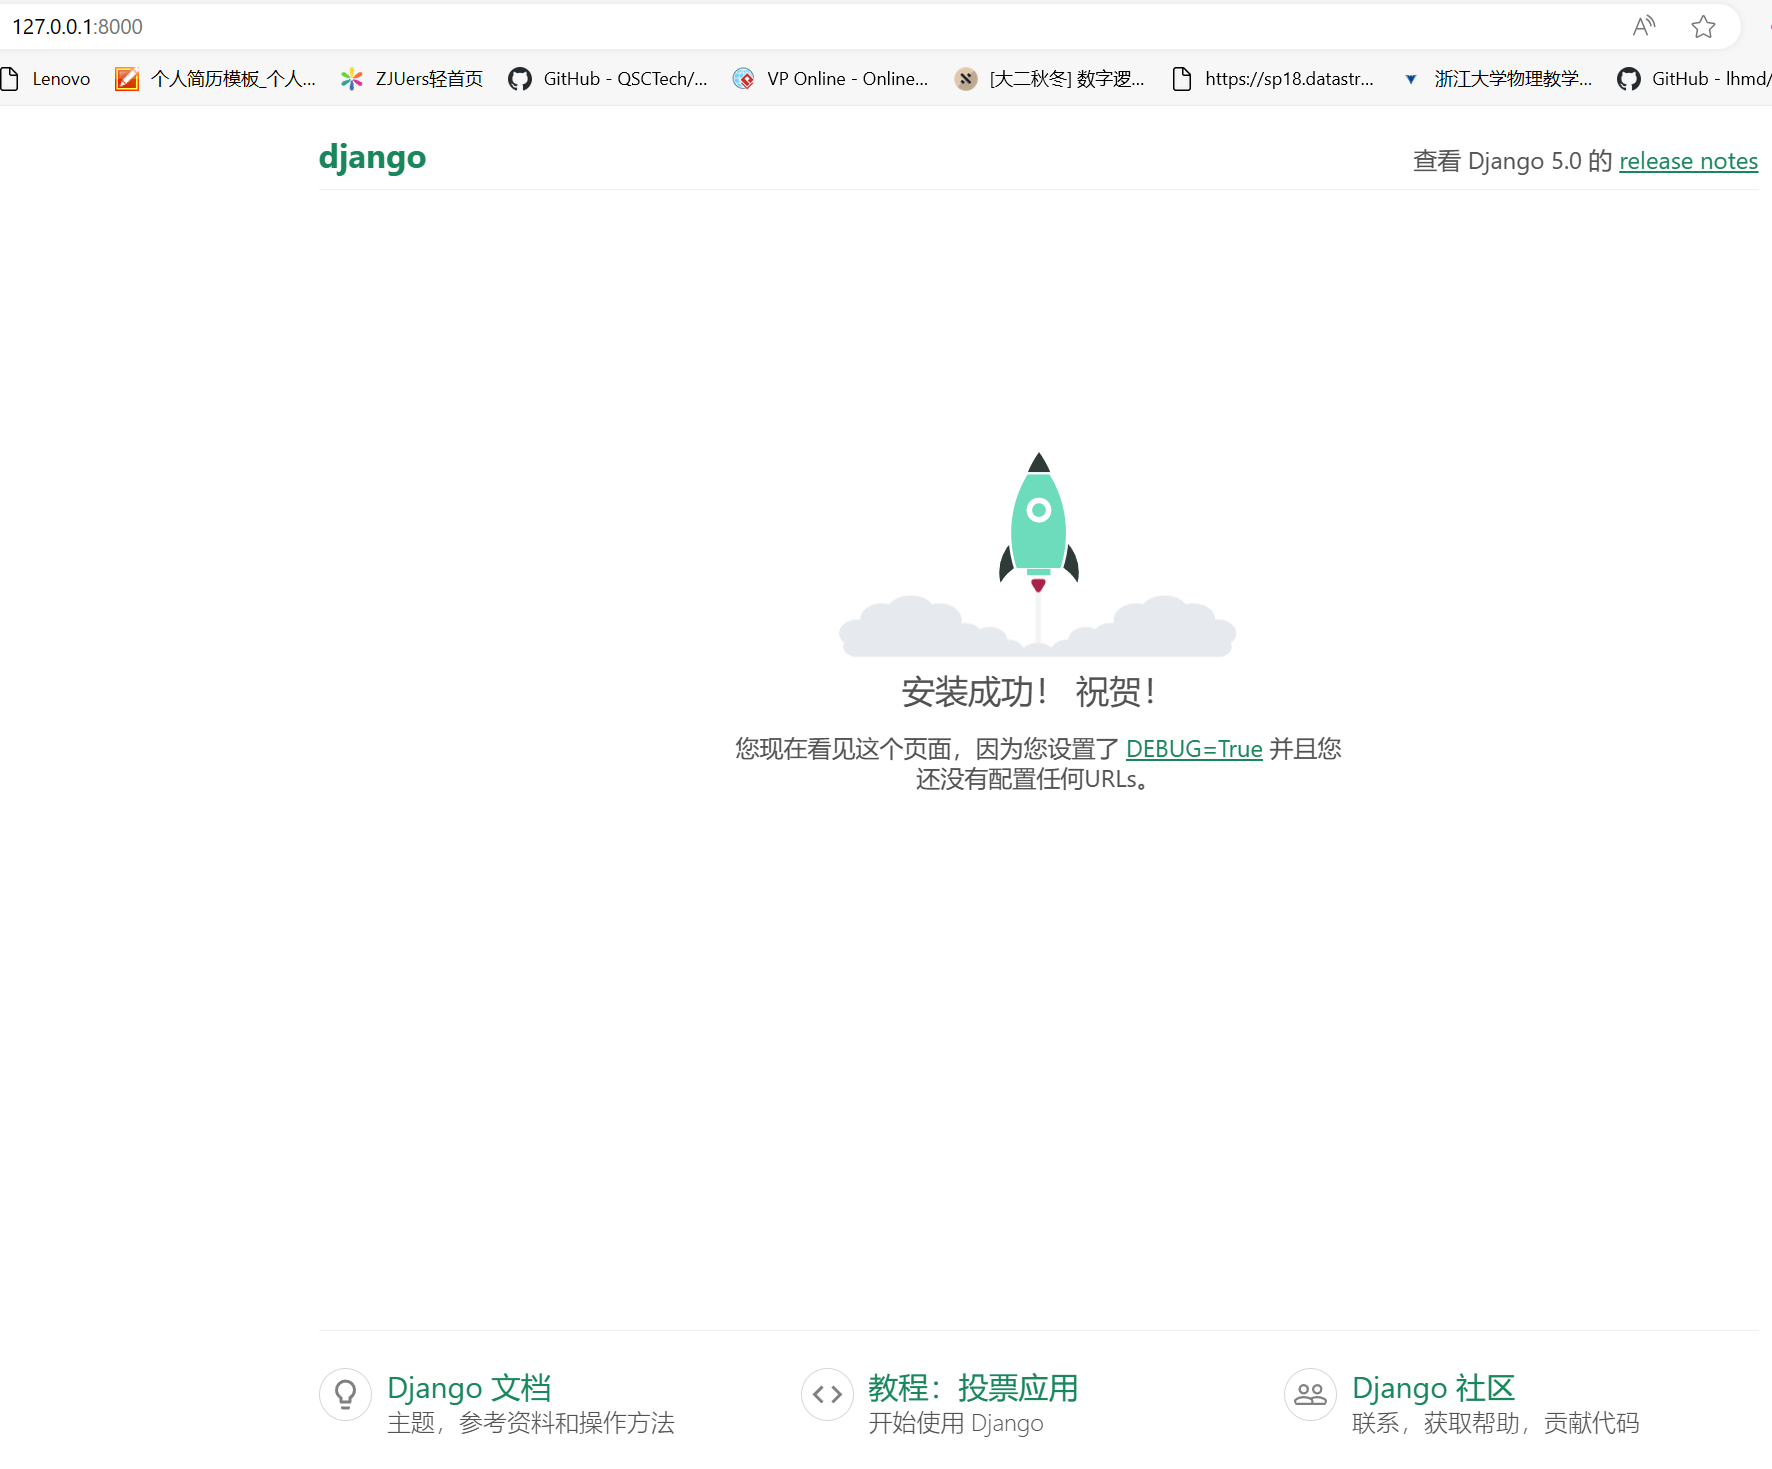 127.0.0.1:8000
Lenovo 个人简历模板_个人... ZJUers轻首页 GitHub - QSCTech/... VP Online - Online... [大二秋冬] 数字逻... https://sp18.datastr... 浙江大学物理教学... GitHub - lhmd/
django
查看 Django 5.0 的 release notes
安装成功！ 祝贺！
您现在看见这个页面，因为您设置了 DEBUG=True 并且您
还没有配置任何URLs。
Django 文档
主题，参考资料和操作方法
教程：投票应用
开始使用 Django
Django 社区
联系，获取帮助，贡献代码